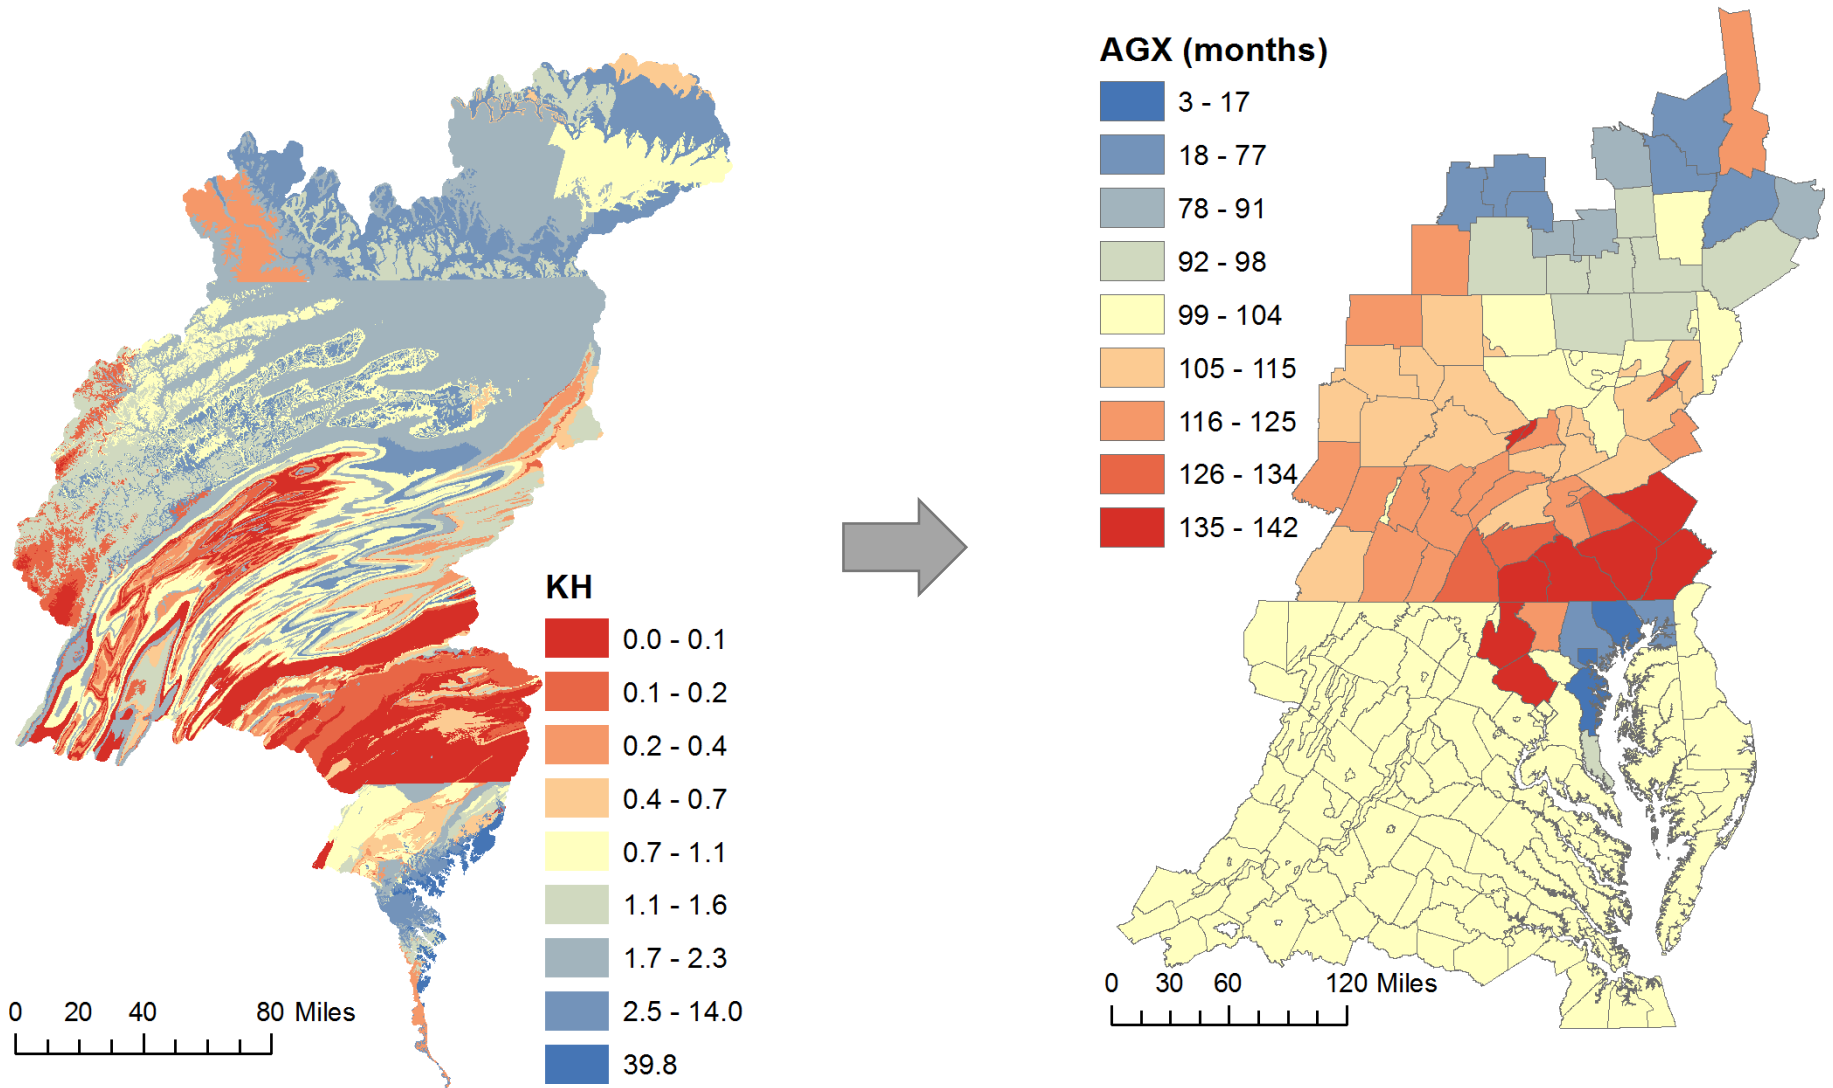 KH
0.0 - 0.1
0.1 - 0.2
0.2 - 0.4
0.4 - 0.7
0.7 - 1.1
1.1 - 1.6
1.7 - 2.3
2.5 - 14.0
39.8
0 20 40 80 Miles
AGX (months)
3 - 17
18 - 77
78 - 91
92 - 98
99 - 104
105 - 115
116 - 125
126 - 134
135 - 142
0 30 60 120 Miles